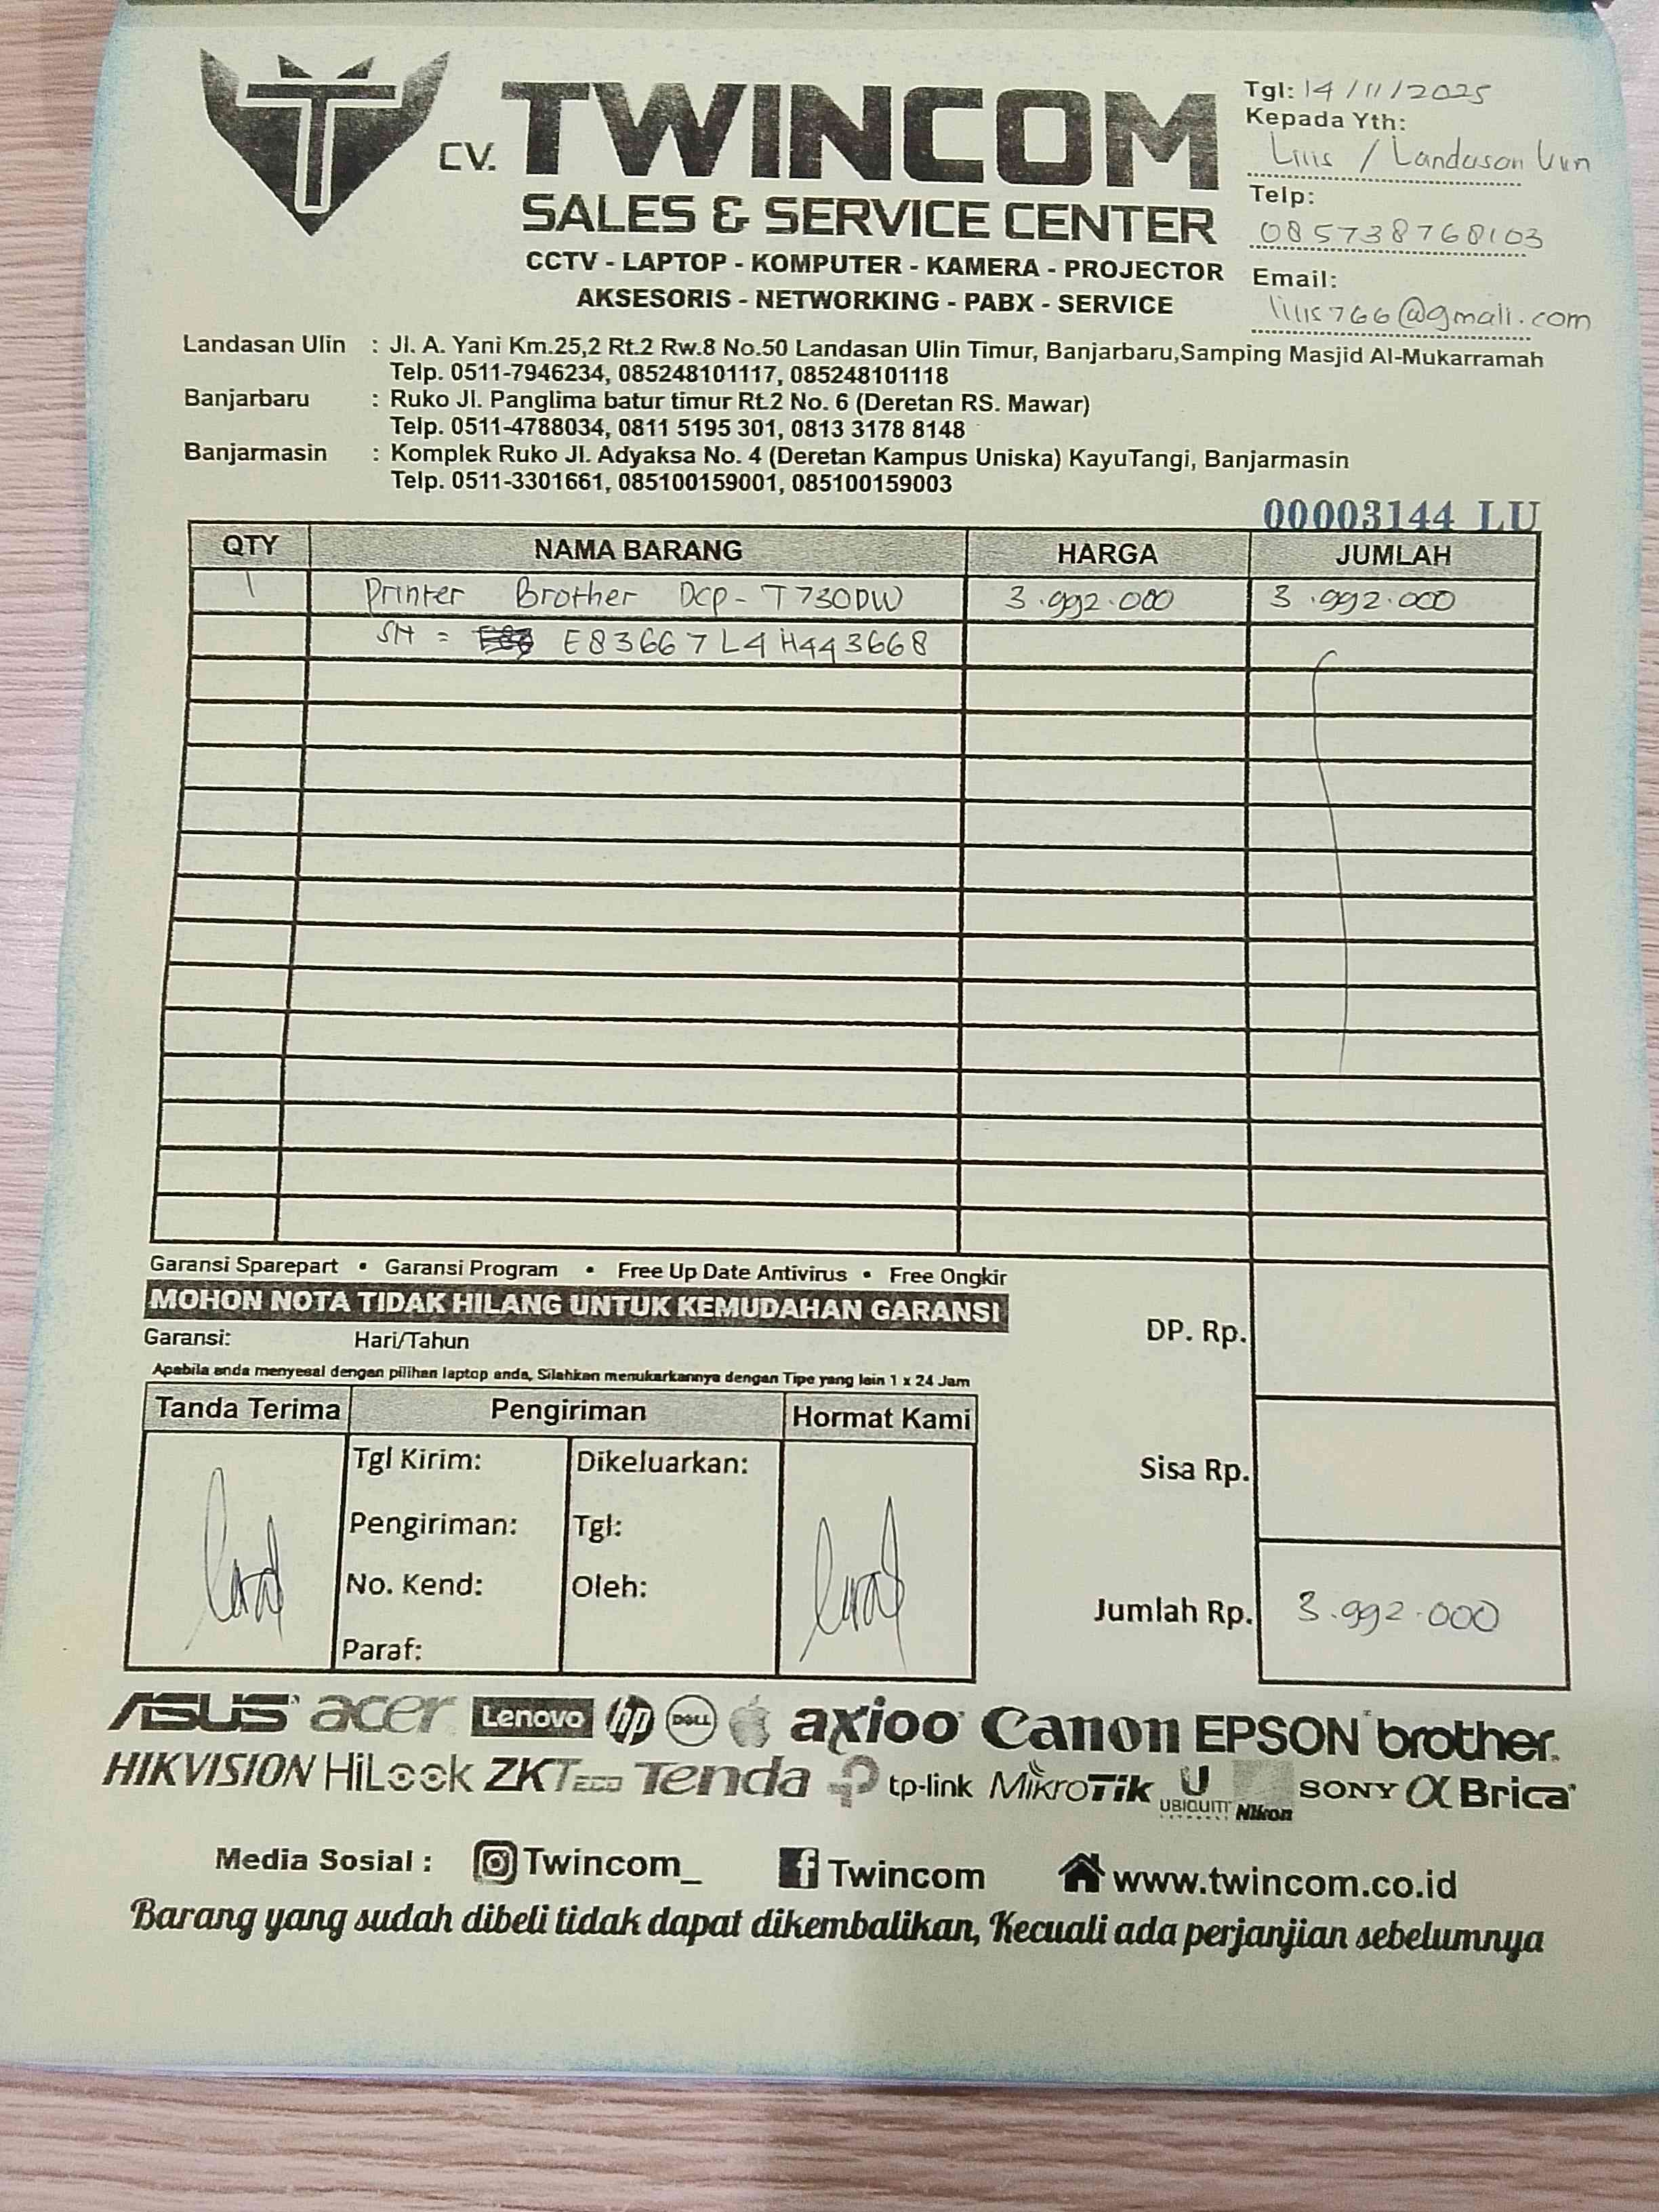 CV. TWINCOM
SALES & SERVICE CENTER
CCTV - LAPTOP - KOMPUTER - KAMERA - PROJECTOR
AKSESORIS - NETWORKING - PABX - SERVICE
Tgl: 14/11/2025
Kepada Yth:
Lilis / Landasan Ulin
Telp:
085738768103
Email:
lilis766@gmail.com
Landasan Ulin : Jl. A. Yani Km.25,2 Rt.2 Rw.8 No.50 Landasan Ulin Timur, Banjarbaru,Samping Masjid Al-Mukarramah
Telp. 0511-7946234, 085248101117, 085248101118
Banjarbaru : Ruko Jl. Panglima batur timur Rt.2 No. 6 (Deretan RS. Mawar)
Telp. 0511-4788034, 0811 5195 301, 0813 3178 8148
Banjarmasin : Komplek Ruko Jl. Adyaksa No. 4 (Deretan Kampus Uniska) KayuTangi, Banjarmasin
Telp. 0511-3301661, 085100159001, 085100159003
00003144 LU
QTY NAMA BARANG HARGA JUMLAH
1 Printer Brother Dcp-T730DW 3.992.000 3.992.000
SN = E83667L4H443668
Garansi Sparepart • Garansi Program • Free Up Date Antivirus • Free Ongkir
MOHON NOTA TIDAK HILANG UNTUK KEMUDAHAN GARANSI
Garansi: Hari/Tahun
Apabila anda menyesal dengan pilihan laptop anda, Silahkan menukarkannya dengan Tipe yang lain 1 x 24 Jam
DP. Rp.
Tanda Terima Pengiriman Hormat Kami
Tgl Kirim: Dikeluarkan:
Sisa Rp.
Pengiriman: Tgl:
No. Kend: Oleh:
Jumlah Rp. 3.992.000
Paraf:
ASUS acer Lenovo hp DELL axioo Canon EPSON brother
HIKVISION HiLook ZKTECO Tenda tp-link MikroTik UBIQUITI NETWORKS Nikon SONY α Brica
Media Sosial : Twincom_ Twincom www.twincom.co.id
Barang yang sudah dibeli tidak dapat dikembalikan, Kecuali ada perjanjian sebelumnya